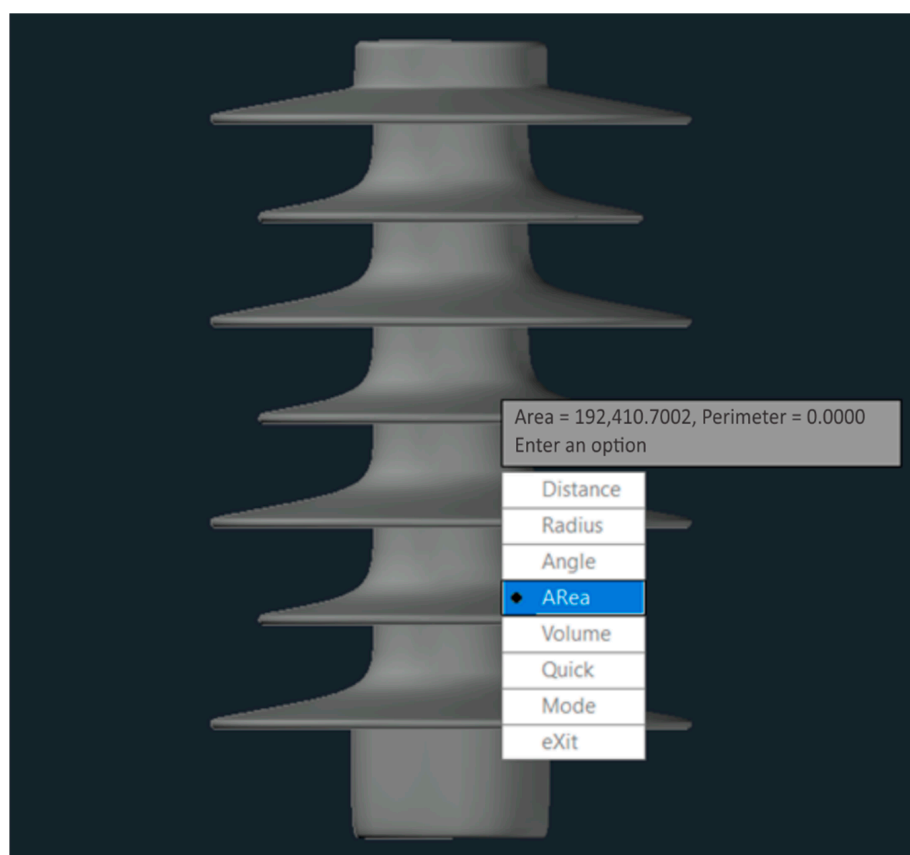 Area = 192,410.7002, Perimeter = 0.0000
Enter an option
Distance
Radius
Angle
ARea
Volume
Quick
Mode
eXit